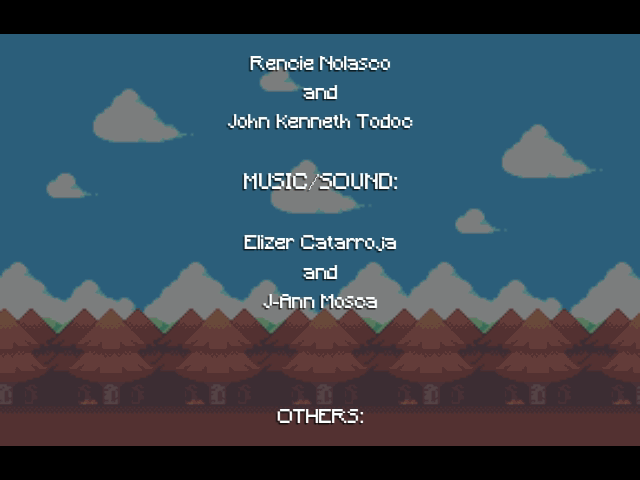 Rencie Nolasco
and
John Kenneth Todoc
MUSIC/SOUND:
Elizer Catarroja
and
J-Ann Mosca
OTHERS: